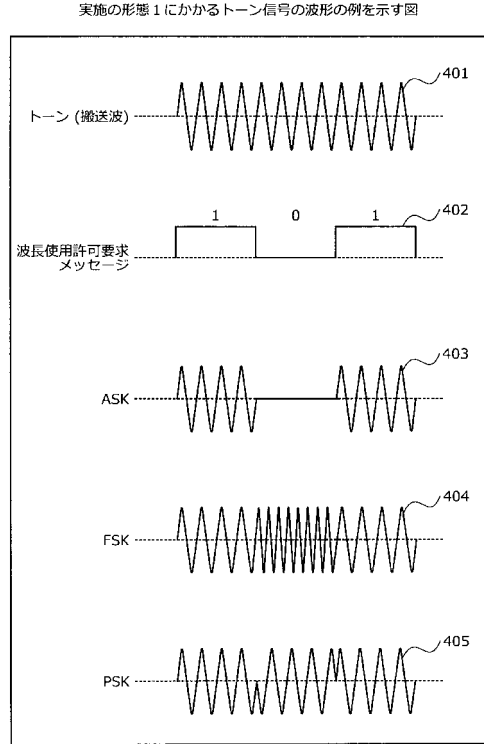 実施の形態１にかかるトーン信号の波形の例を示す図
401
トーン (搬送波)
402
1 0 1
波長使用許可要求
メッセージ
403
ASK
404
FSK
405
PSK